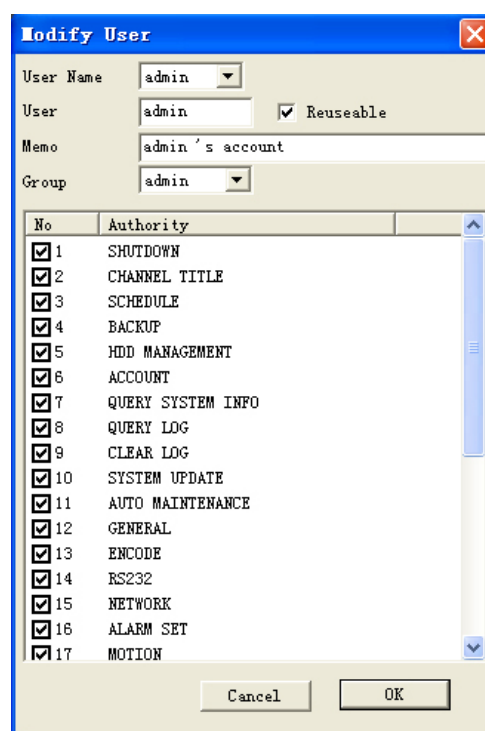 Modify User
User Name admin
User admin Reuseable
Memo admin 's account
Group admin
No Authority
1 SHUTDOWN
2 CHANNEL TITLE
3 SCHEDULE
4 BACKUP
5 HDD MANAGEMENT
6 ACCOUNT
7 QUERY SYSTEM INFO
8 QUERY LOG
9 CLEAR LOG
10 SYSTEM UPDATE
11 AUTO MAINTENANCE
12 GENERAL
13 ENCODE
14 RS232
15 NETWORK
16 ALARM SET
17 MOTION
Cancel OK